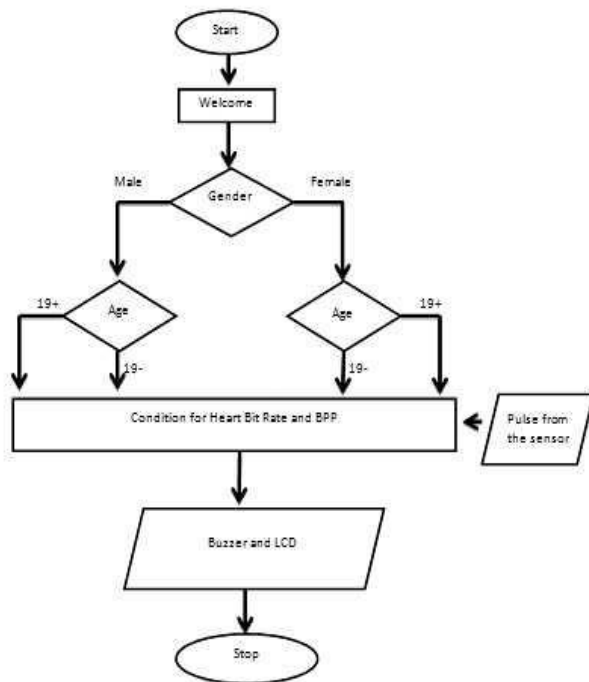 Start
Welcome
Male
Female
Gender
19+
Age
Age
19+
19-
19-
Condition for Heart Bit Rate and BPP
Pulse from
the sensor
Buzzer and LCD
Stop